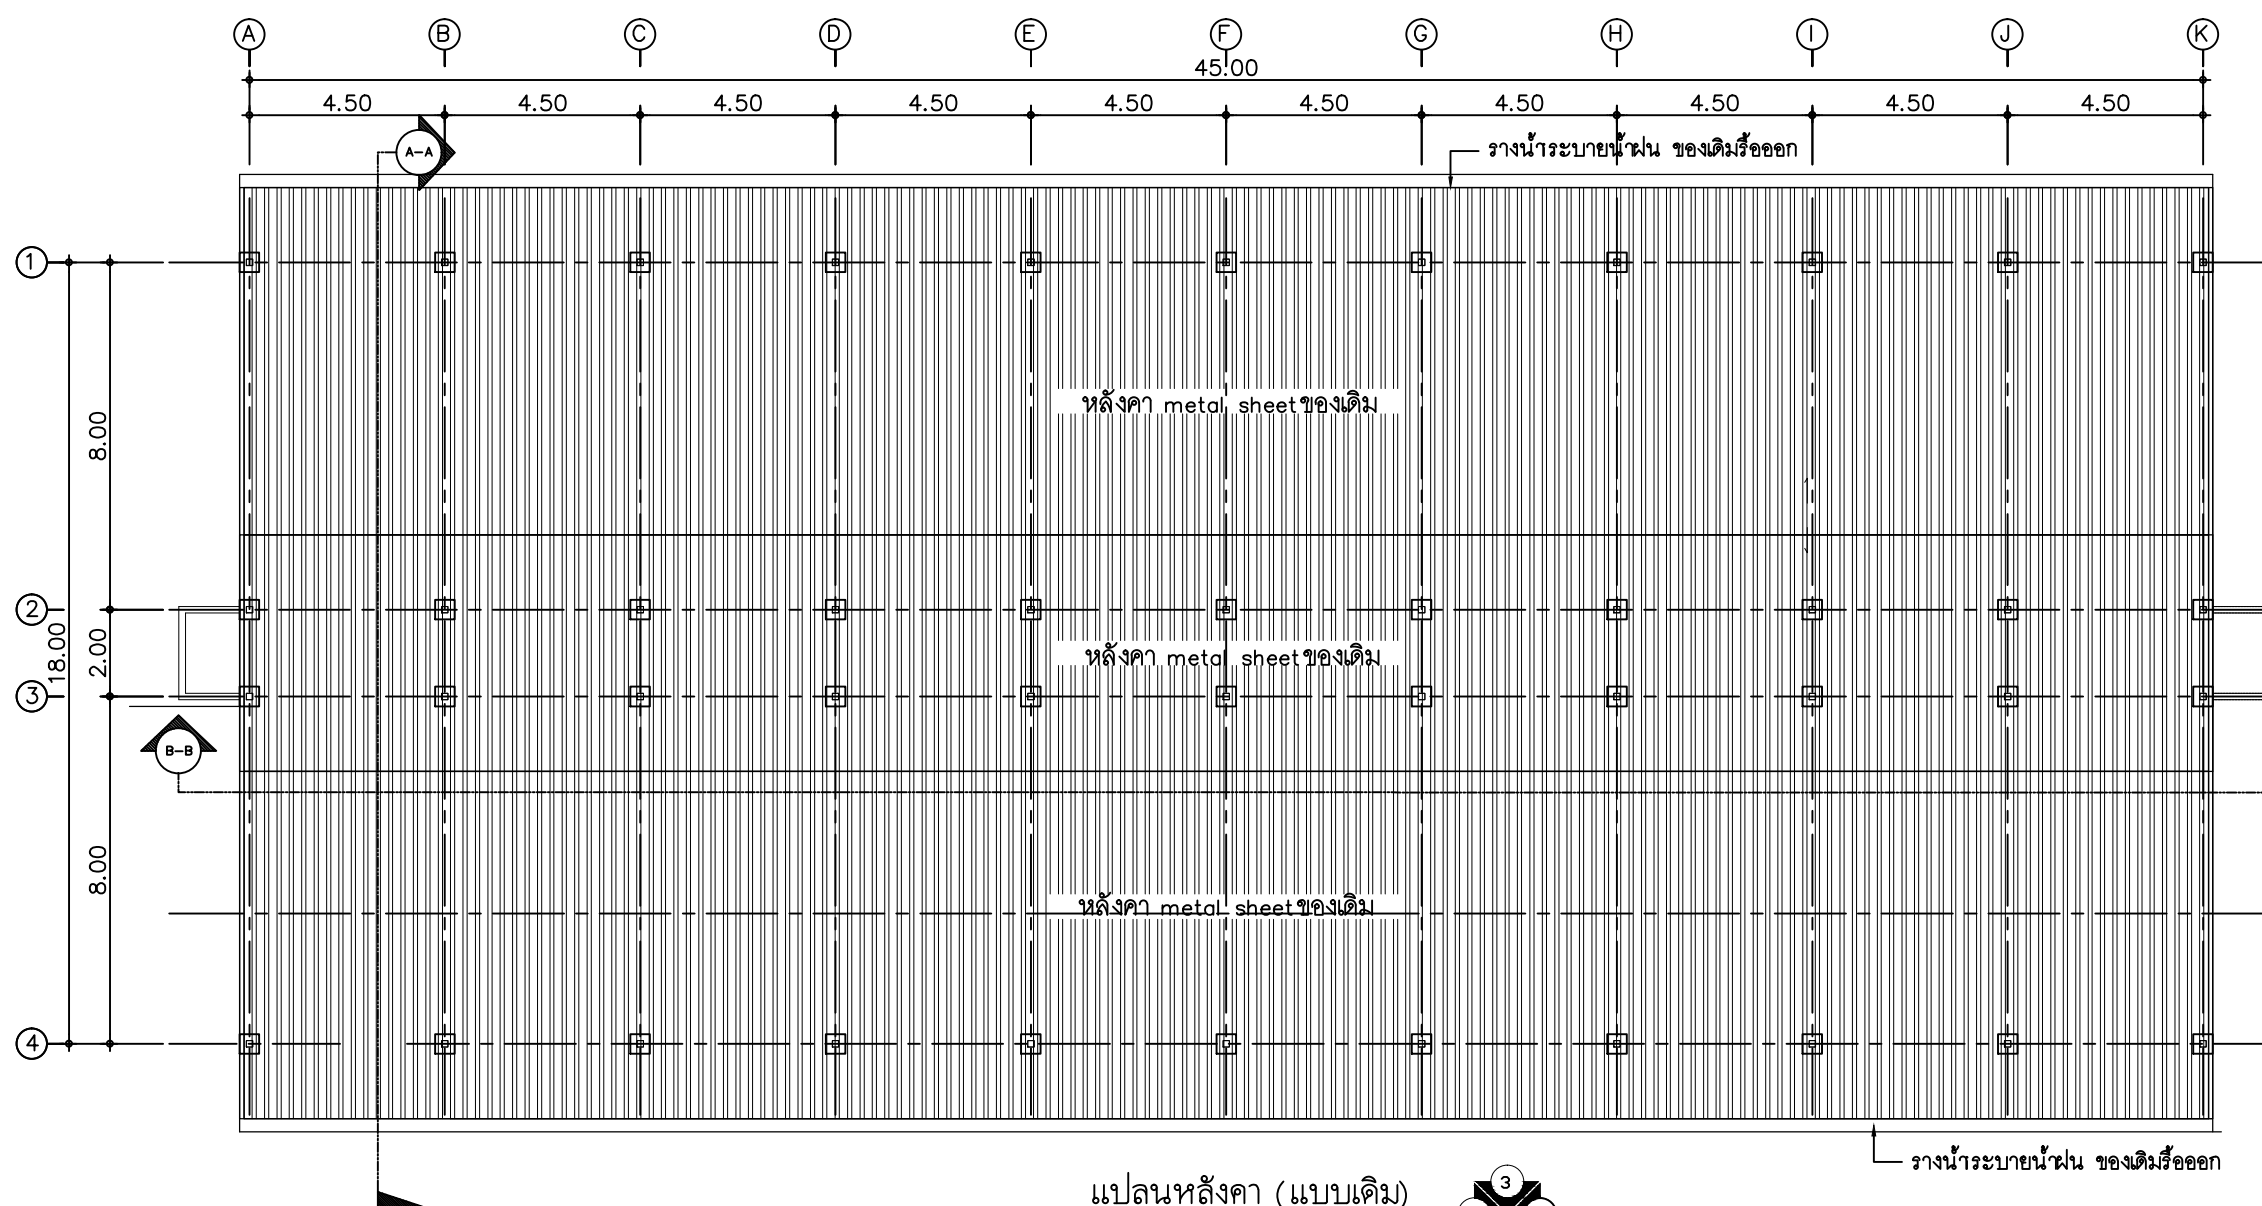 A B C D E F G H I J K
45.00
4.50 4.50 4.50 4.50 4.50 4.50 4.50 4.50 4.50 4.50
A-A
รางน้ำระบายน้ำฝน ของเดิมรื้อออก
1
8.00
หลังคา metal sheet ของเดิม
2
18.00
2.00
หลังคา metal sheet ของเดิม
3
B-B
8.00
หลังคา metal sheet ของเดิม
4
รางน้ำระบายน้ำฝน ของเดิมรื้อออก
แปลนหลังคา (แบบเดิม)
3